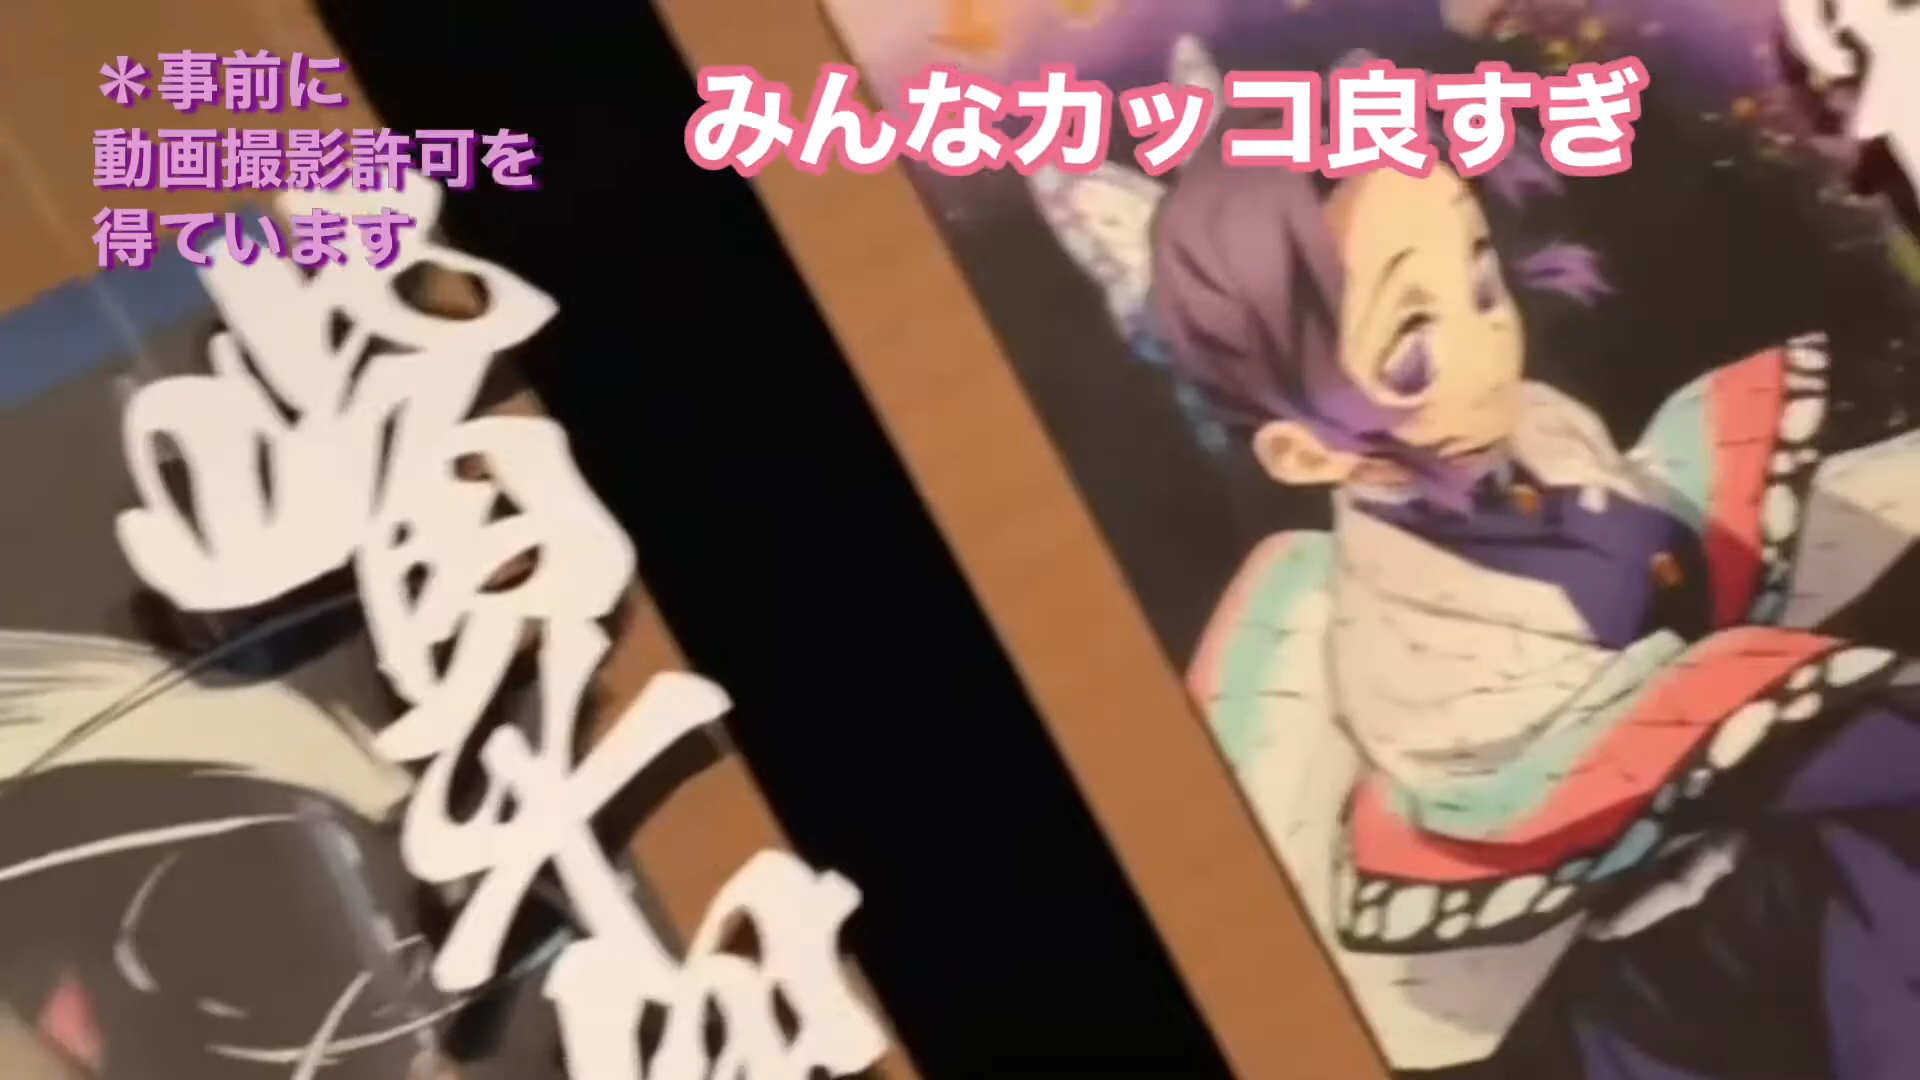 ＊事前に
動画撮影許可を
得ています
みんなカッコ良すぎ